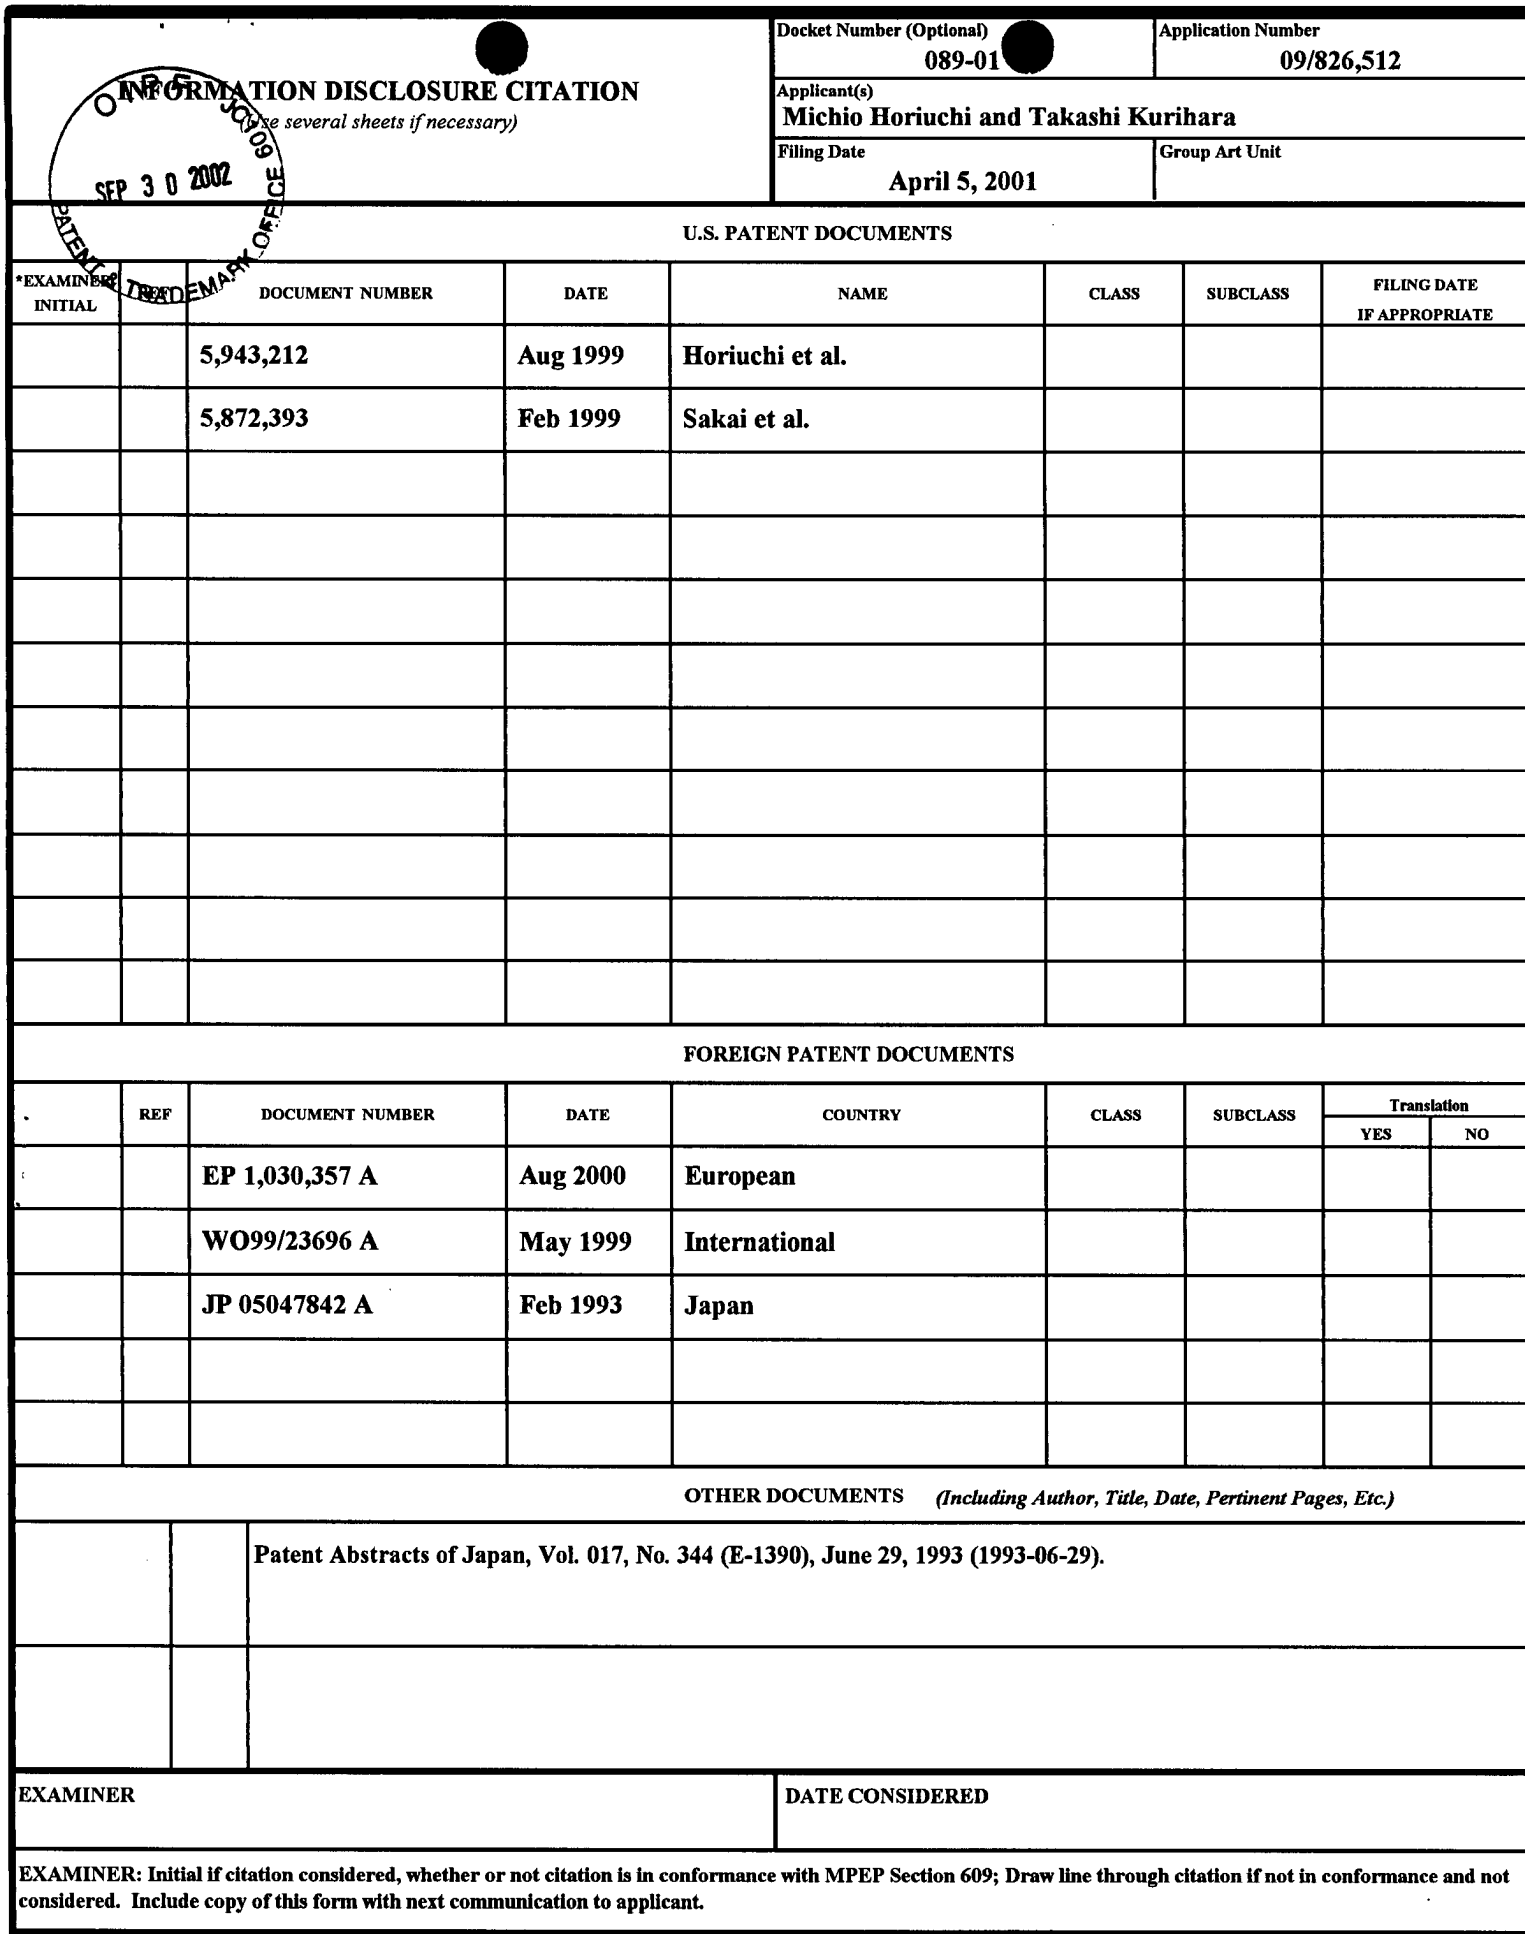 Docket Number (Optional)
089-01
Application Number
09/826,512
INFORMATION DISCLOSURE CITATION
(Use several sheets if necessary)
Applicant(s)
Michio Horiuchi and Takashi Kurihara
Filing Date
April 5, 2001
Group Art Unit
O I P E JC109
SEP 30 2002
PATENT & TRADEMARK OFFICE
U.S. PATENT DOCUMENTS
*EXAMINER INITIAL REF DOCUMENT NUMBER DATE NAME CLASS SUBCLASS FILING DATE IF APPROPRIATE
5,943,212 Aug 1999 Horiuchi et al.
5,872,393 Feb 1999 Sakai et al.
FOREIGN PATENT DOCUMENTS
REF DOCUMENT NUMBER DATE COUNTRY CLASS SUBCLASS Translation
YES NO
EP 1,030,357 A Aug 2000 European
WO99/23696 A May 1999 International
JP 05047842 A Feb 1993 Japan
OTHER DOCUMENTS (Including Author, Title, Date, Pertinent Pages, Etc.)
Patent Abstracts of Japan, Vol. 017, No. 344 (E-1390), June 29, 1993 (1993-06-29).
EXAMINER
DATE CONSIDERED
EXAMINER: Initial if citation considered, whether or not citation is in conformance with MPEP Section 609; Draw line through citation if not in conformance and not
considered. Include copy of this form with next communication to applicant.